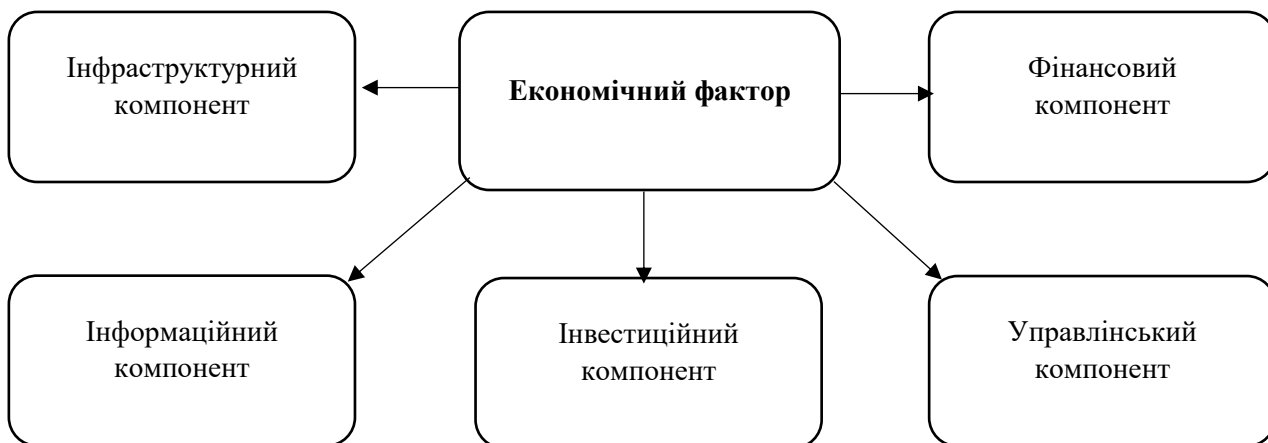 Інфраструктурний
компонент
Економічний фактор
Фінансовий
компонент
Інформаційний
компонент
Інвестиційний
компонент
Управлінський
компонент